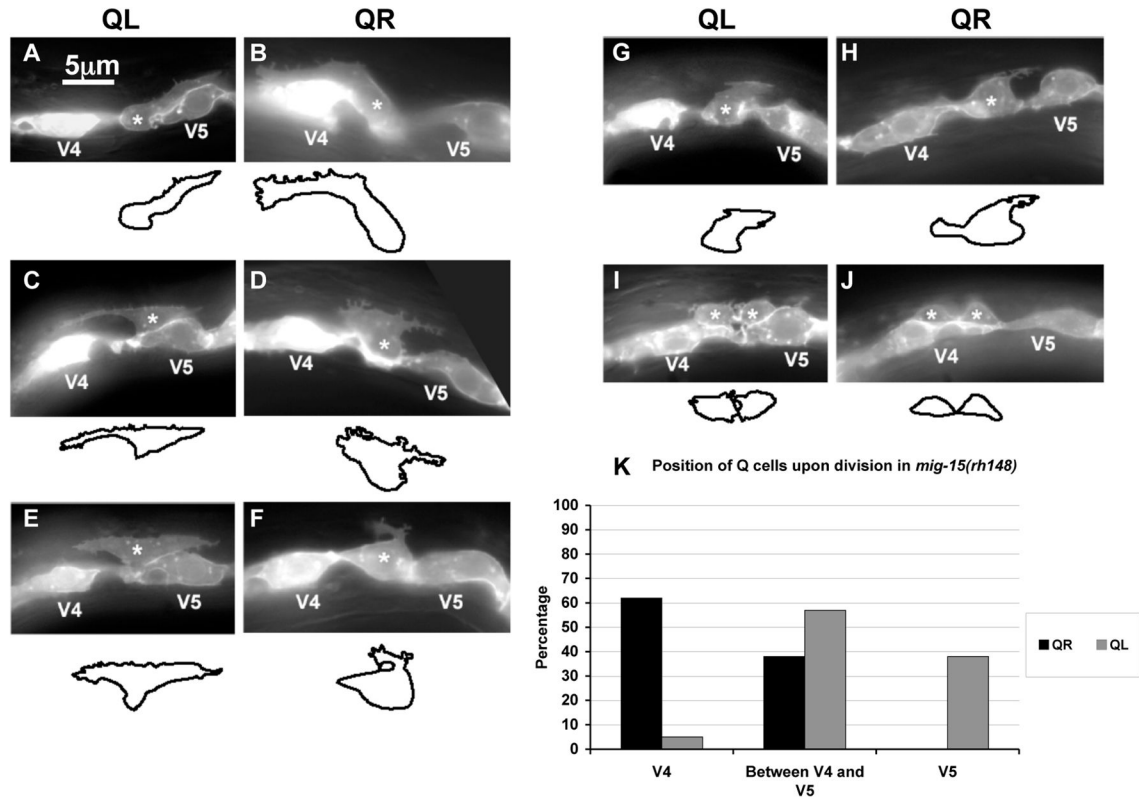 QL QR
A B
5μm
*
*
V4 V5
V4 V5
C D
*
*
V4 V5
V4 V5
E F
*
*
V4 V5
V4 V5
QL QR
G H
*
*
V4 V5
V4 V5
I J
* *
* *
V4 V5
V4 V5
K Position of Q cells upon division in mig-15(rh148)
Percentage
100
90
80
70
60
50
40
30
20
10
0
V4
Between V4 and
V5
V5
QR QL